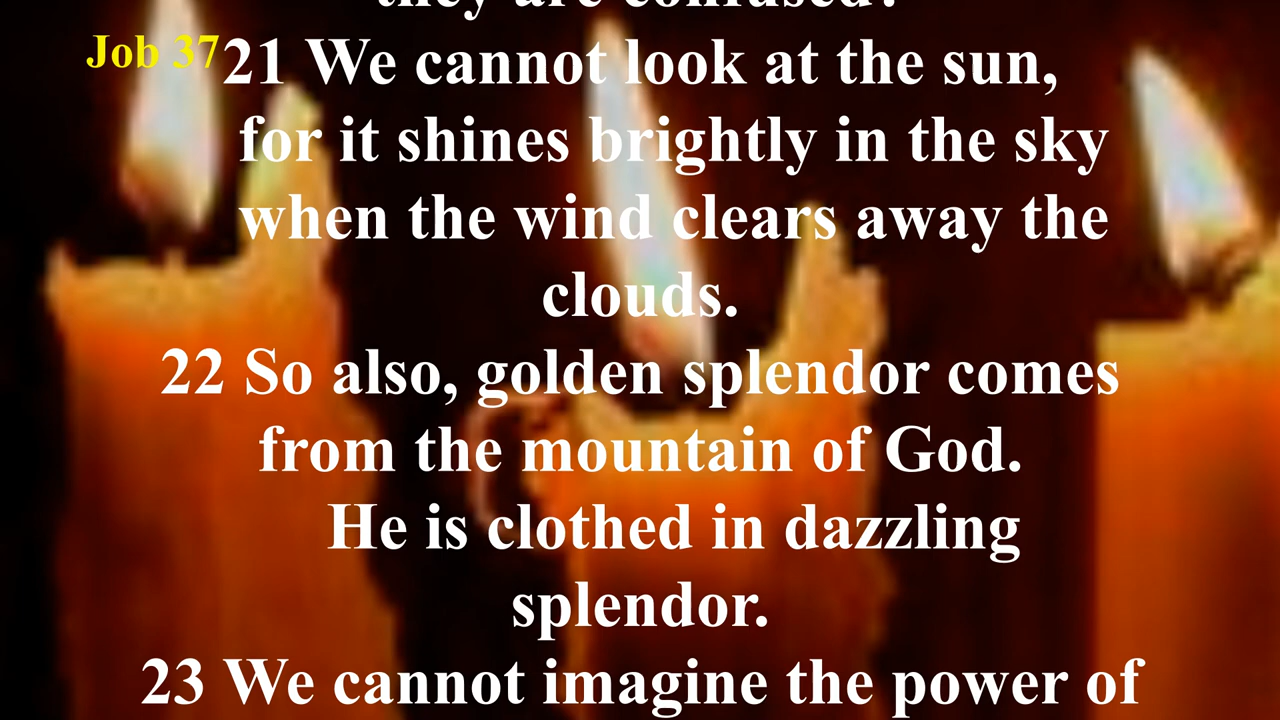 they are confused?
Job 37
21 We cannot look at the sun,
for it shines brightly in the sky
when the wind clears away the
clouds.
22 So also, golden splendor comes
from the mountain of God.
He is clothed in dazzling
splendor.
23 We cannot imagine the power of